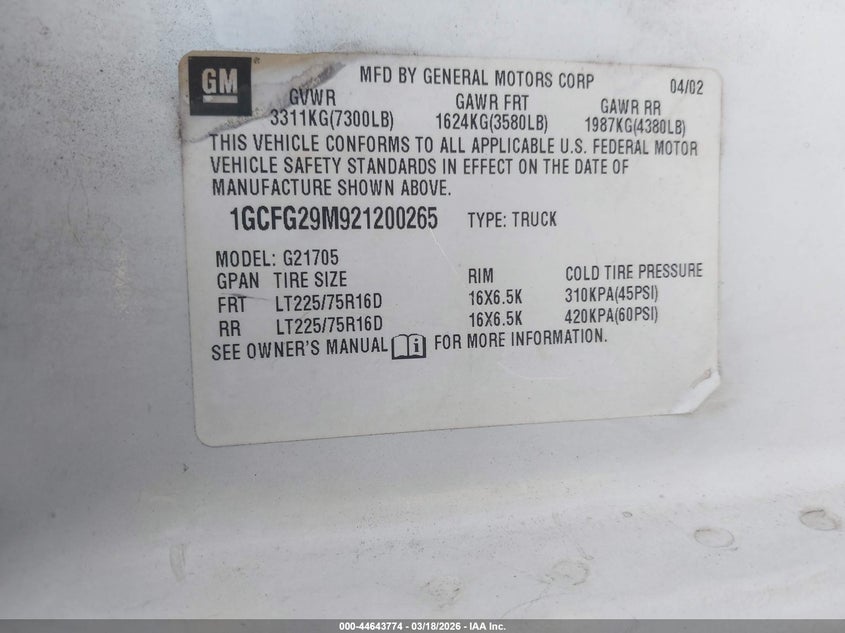 GM
MFD BY GENERAL MOTORS CORP 04/02
GVWR GAWR FRT GAWR RR
3311KG(7300LB) 1624KG(3580LB) 1987KG(4380LB)
THIS VEHICLE CONFORMS TO ALL APPLICABLE U.S. FEDERAL MOTOR
VEHICLE SAFETY STANDARDS IN EFFECT ON THE DATE OF
MANUFACTURE SHOWN ABOVE.
1GCFG29M921200265 TYPE: TRUCK
MODEL: G21705
GPAN TIRE SIZE RIM COLD TIRE PRESSURE
FRT LT225/75R16D 16X6.5K 310KPA(45PSI)
RR LT225/75R16D 16X6.5K 420KPA(60PSI)
SEE OWNER'S MANUAL FOR MORE INFORMATION.
000-44643774 — 03/18/2026 — IAA Inc.